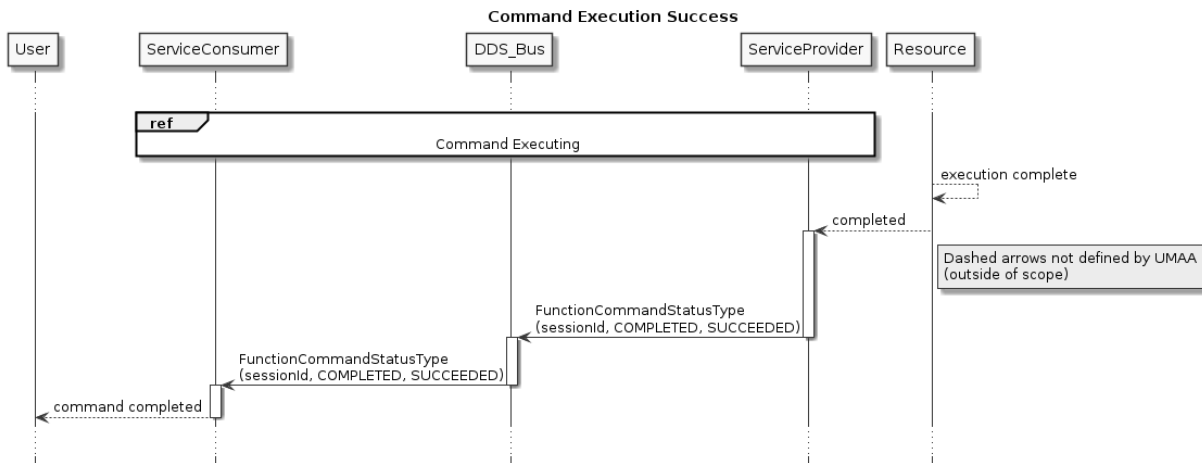 Command Execution Success
User
ServiceConsumer
DDS_Bus
ServiceProvider
Resource
ref
Command Executing
execution complete
completed
Dashed arrows not defined by UMAA
(outside of scope)
FunctionCommandStatusType
(sessionId, COMPLETED, SUCCEEDED)
FunctionCommandStatusType
(sessionId, COMPLETED, SUCCEEDED)
command completed